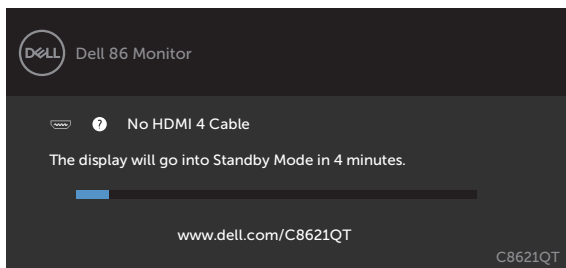 DELL
Dell 86 Monitor
? No HDMI 4 Cable
The display will go into Standby Mode in 4 minutes.
www.dell.com/C8621QT
C8621QT